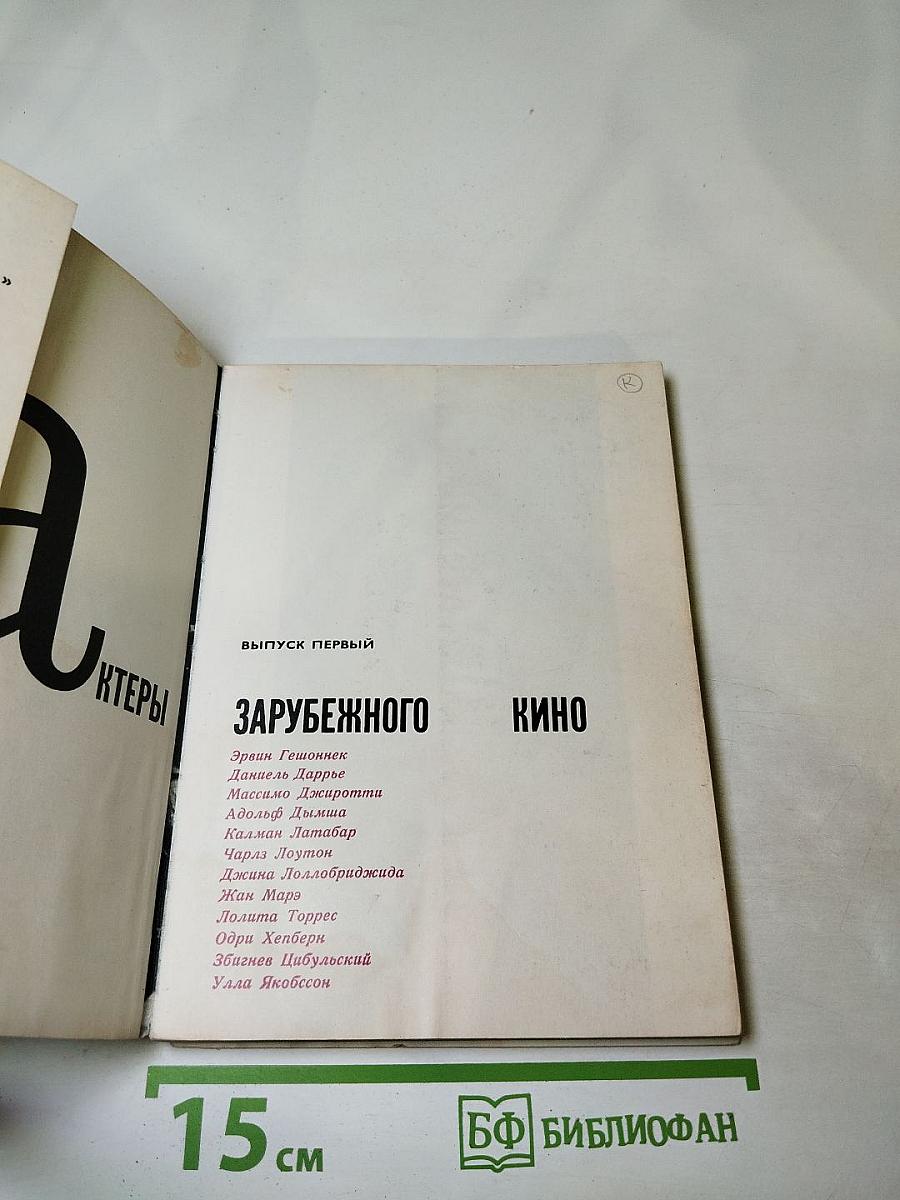 »
Актеры
К
ВЫПУСК ПЕРВЫЙ
ЗАРУБЕЖНОГО КИНО
Эрвин Гешоннек
Даниель Даррье
Массимо Джиротти
Адольф Дымша
Калман Латабар
Чарлз Лоутон
Джина Лоллобриджида
Жан Марэ
Лолита Торрес
Одри Хепберн
Збигнев Цибульский
Улла Якобссон
15 см
БФ БИБЛИОФАН